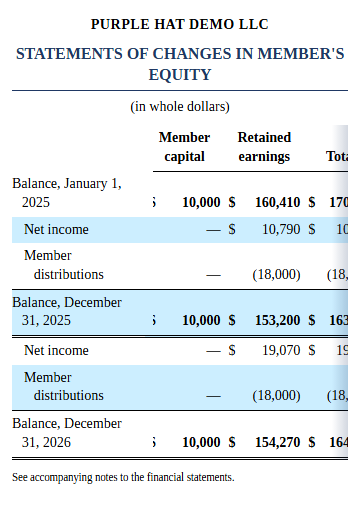 PURPLE HAT DEMO LLC
STATEMENTS OF CHANGES IN MEMBER'S
EQUITY
(in whole dollars)
Member Retained
capital earnings
Balance, January 1,
2025 10,000 $ 160,410 $
Net income — $ 10,790 $
Member
distributions — (18,000)
Balance, December
31, 2025 10,000 $ 153,200 $
Net income — $ 19,070 $
Member
distributions — (18,000)
Balance, December
31, 2026 10,000 $ 154,270 $
See accompanying notes to the financial statements.